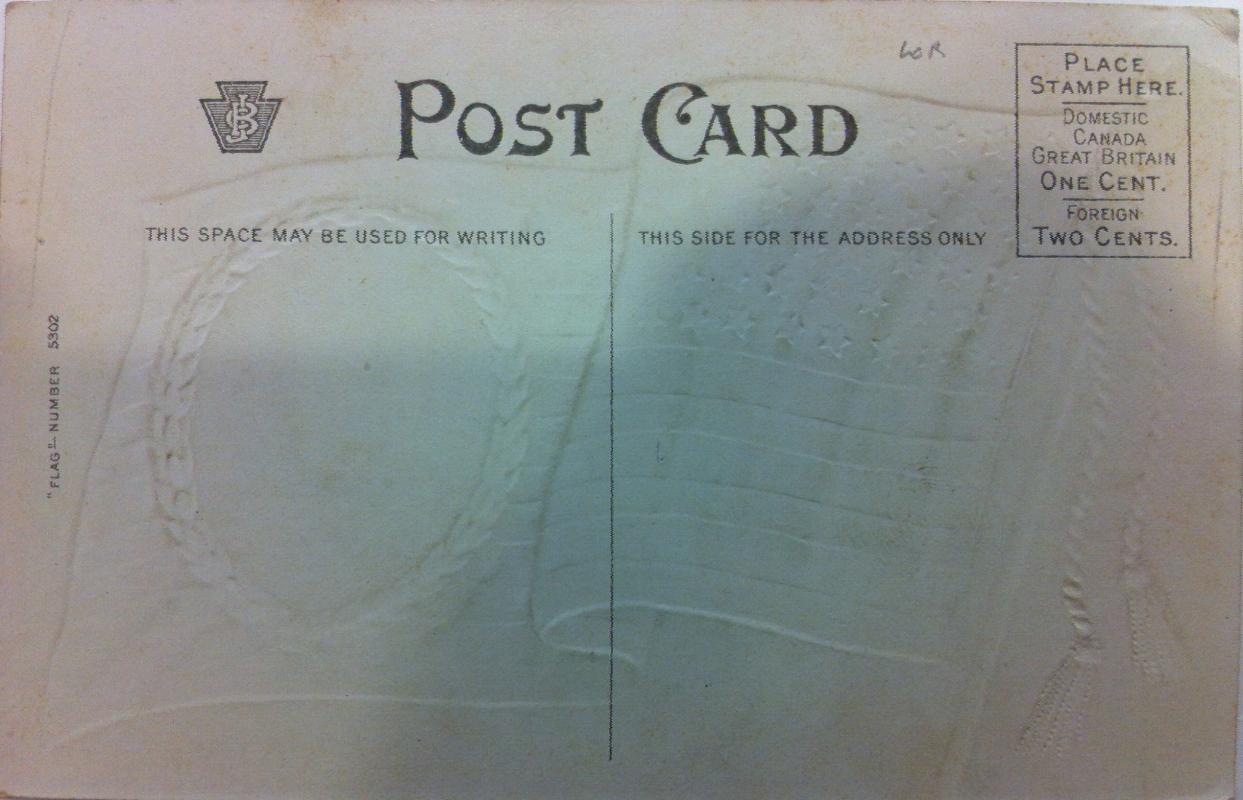 POST CARD
PLACE
STAMP HERE.
DOMESTIC
CANADA
GREAT BRITAIN
ONE CENT.
FOREIGN
TWO CENTS.
THIS SPACE MAY BE USED FOR WRITING
THIS SIDE FOR THE ADDRESS ONLY
"FLAG"— NUMBER 5302